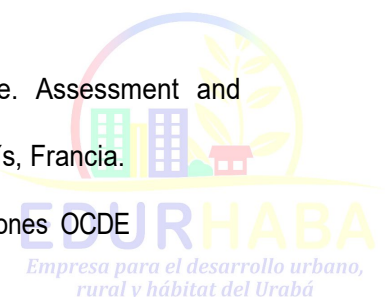 e. Assessment and
s, Francia.
ones OCDE
EDURHABA
Empresa para el desarrollo urbano,
rural y hábitat del Urabá